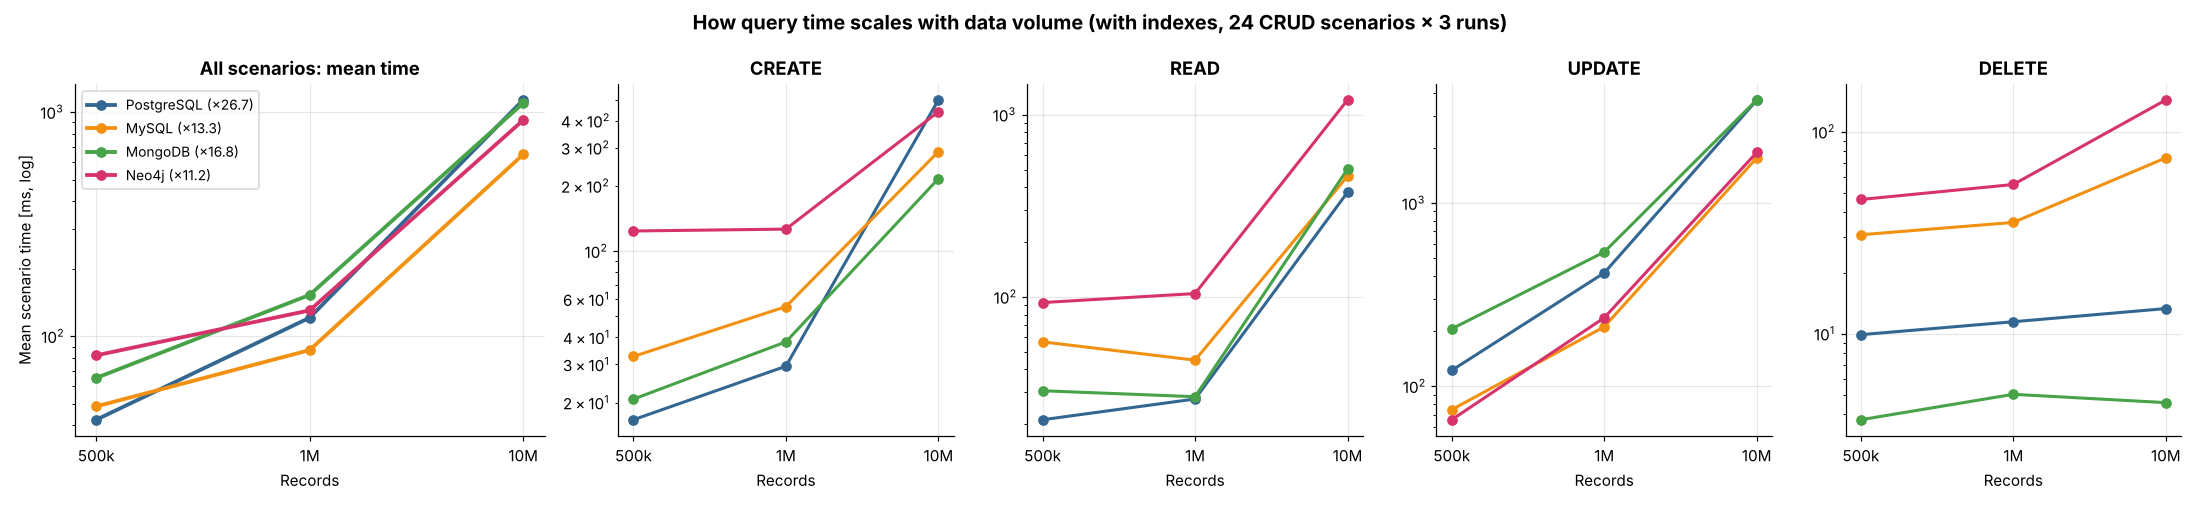 How query time scales with data volume (with indexes, 24 CRUD scenarios × 3 runs)
All scenarios: mean time
Mean scenario time [ms, log]
10³
10²
PostgreSQL (×26.7)
MySQL (×13.3)
MongoDB (×16.8)
Neo4j (×11.2)
500k 1M 10M
Records
CREATE
4 × 10²
3 × 10²
2 × 10²
10²
6 × 10¹
4 × 10¹
3 × 10¹
2 × 10¹
500k 1M 10M
Records
READ
10³
10²
500k 1M 10M
Records
UPDATE
10³
10²
500k 1M 10M
Records
DELETE
10²
10¹
500k 1M 10M
Records